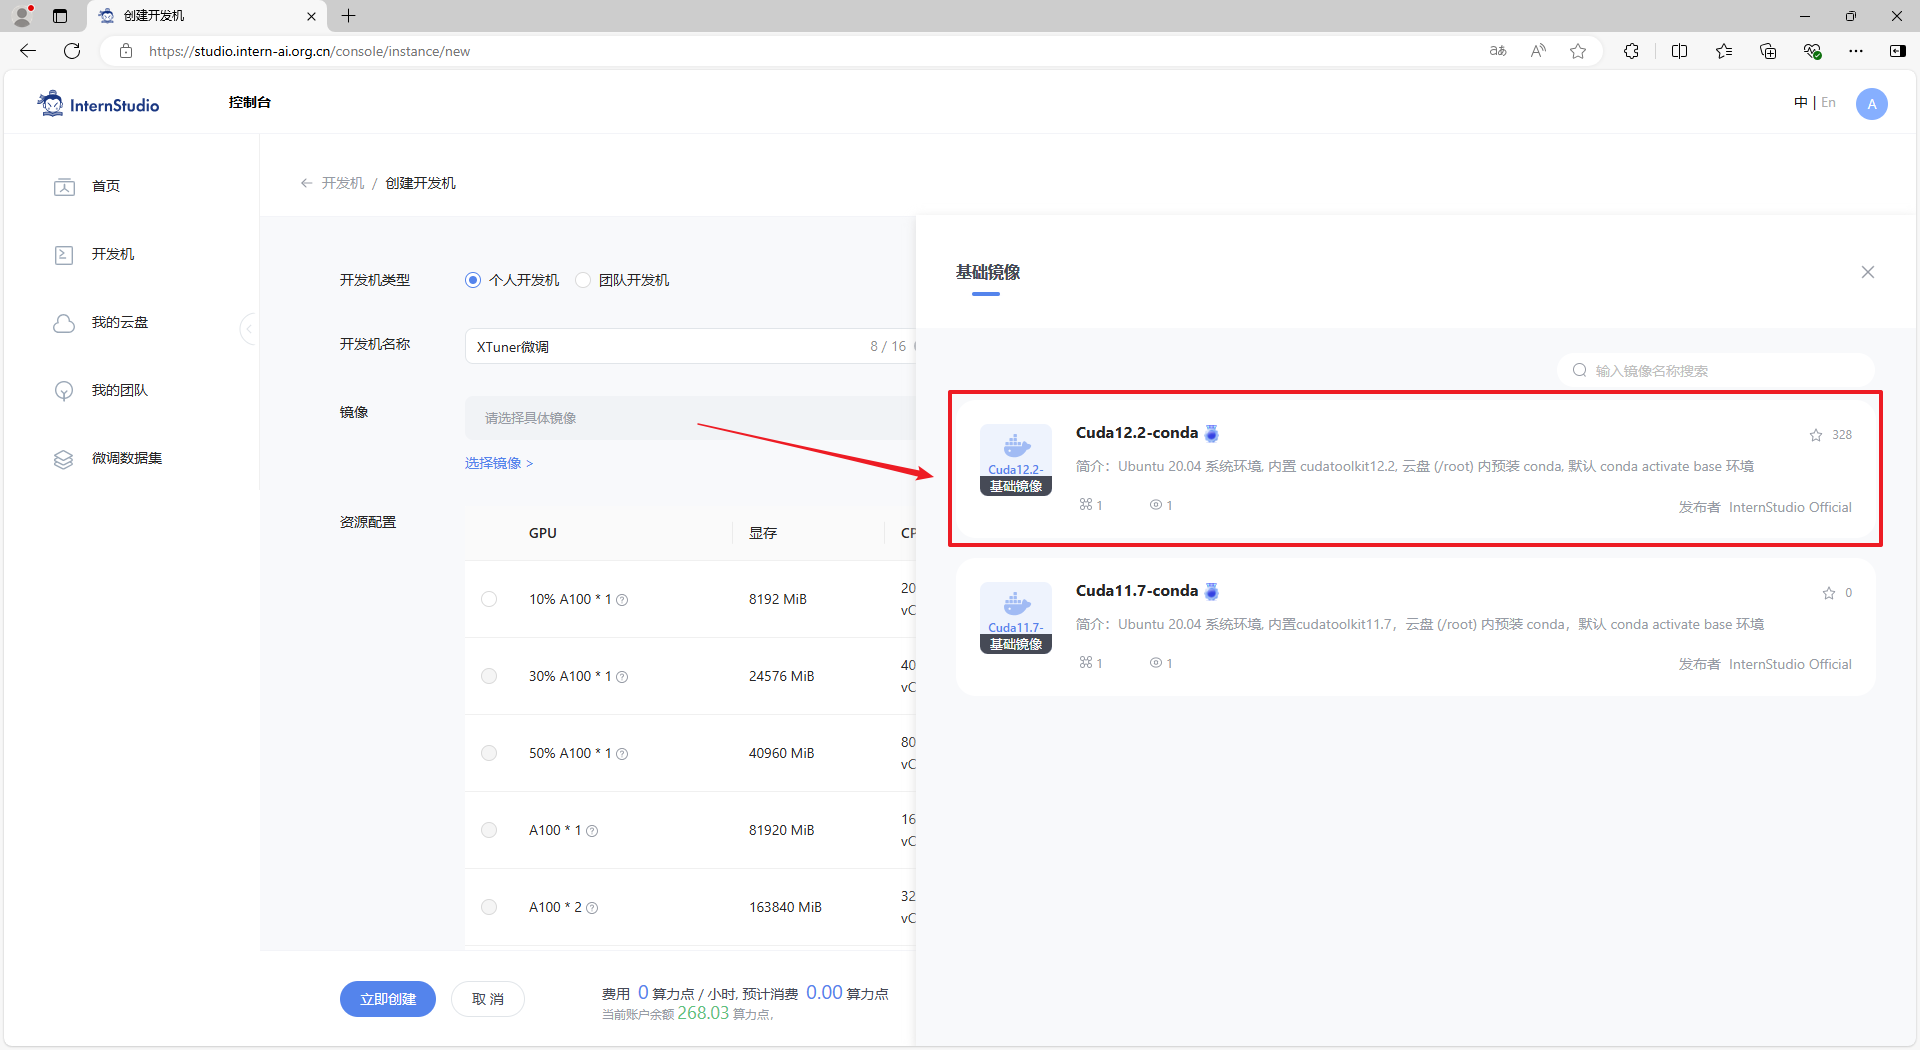 创建开发机
https://studio.intern-ai.org.cn/console/instance/new
InternStudio
控制台
中 | En
A
首页
开发机
我的云盘
我的团队
微调数据集
开发机 / 创建开发机
开发机类型
个人开发机
团队开发机
开发机名称
XTuner微调
8 / 16
镜像
请选择具体镜像
选择镜像 >
资源配置
GPU
显存
CP
10% A100 * 1
8192 MiB
20
vC
30% A100 * 1
24576 MiB
40
vC
50% A100 * 1
40960 MiB
80
vC
A100 * 1
81920 MiB
16
vC
A100 * 2
163840 MiB
32
vC
立即创建
取 消
费用 0 算力点 / 小时, 预计消费 0.00 算力点
当前账户余额 268.03 算力点,
基础镜像
输入镜像名称搜索
Cuda12.2-
基础镜像
Cuda12.2-conda
328
简介：Ubuntu 20.04 系统环境, 内置 cudatoolkit12.2, 云盘 (/root) 内预装 conda, 默认 conda activate base 环境
1
1
发布者 InternStudio Official
Cuda11.7-
基础镜像
Cuda11.7-conda
0
简介：Ubuntu 20.04 系统环境, 内置cudatoolkit11.7，云盘 (/root) 内预装 conda，默认 conda activate base 环境
1
1
发布者 InternStudio Official